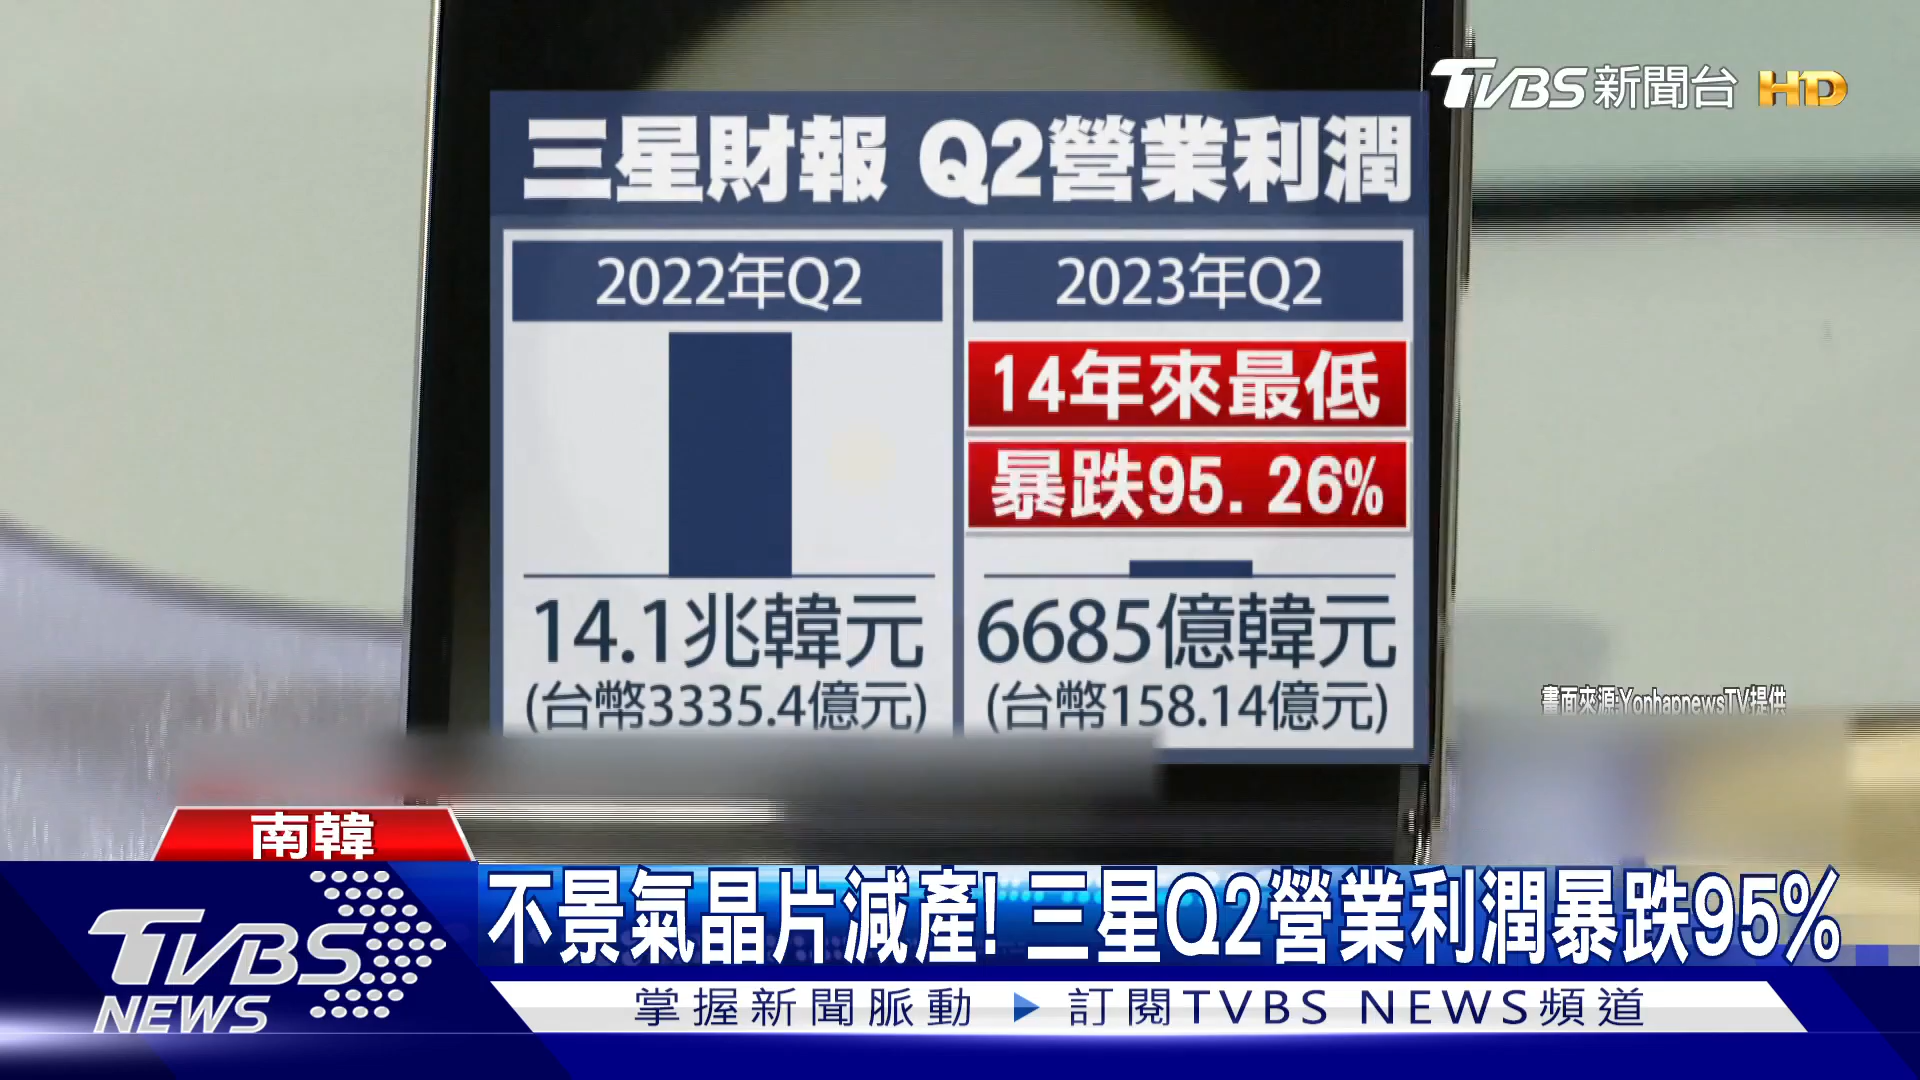 TVBS新聞台 HD
三星財報 Q2營業利潤
2022年Q2
14.1兆韓元
(台幣3335.4億元)
2023年Q2
14年來最低
暴跌95.26%
6685億韓元
(台幣158.14億元)
畫面來源:YonhapnewsTV提供
南韓
不景氣晶片減產! 三星Q2營業利潤暴跌95%
TVBS NEWS
掌握新聞脈動 ▶ 訂閱TVBS NEWS頻道